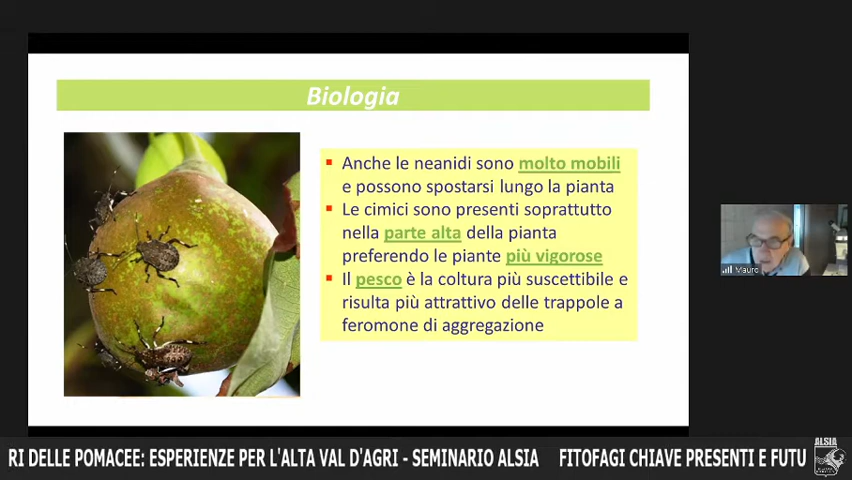 Biologia
▪ Anche le neanidi sono molto mobili
e possono spostarsi lungo la pianta
▪ Le cimici sono presenti soprattutto
nella parte alta della pianta
preferendo le piante più vigorose
▪ Il pesco è la coltura più suscettibile e
risulta più attrattivo delle trappole a
feromone di aggregazione
Mauro
RI DELLE POMACEE: ESPERIENZE PER L'ALTA VAL D'AGRI - SEMINARIO ALSIA FITOFAGI CHIAVE PRESENTI E FUTU
ALSIA